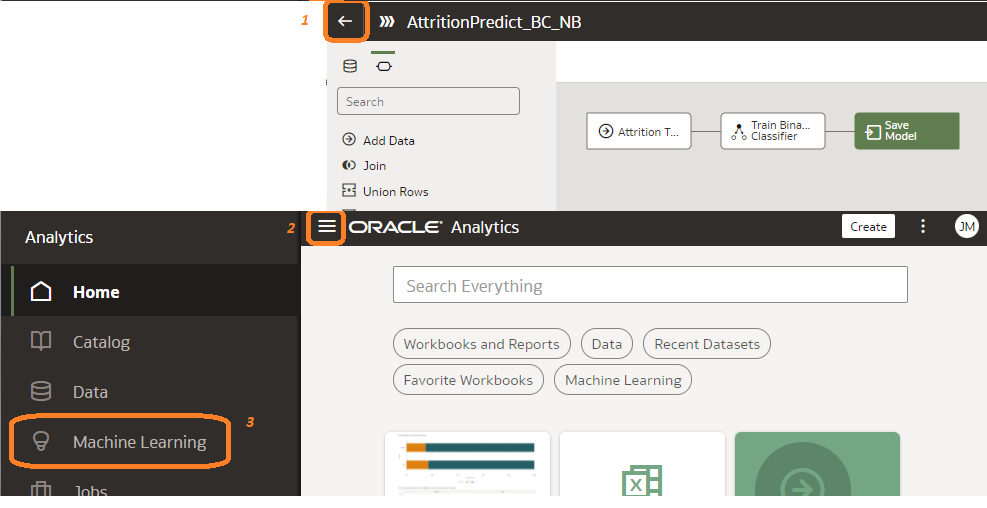 1
AttritionPredict_BC_NB
Search
Add Data
Join
Union Rows
Attrition T...
Train Bina...
Classifier
Save
Model
Analytics
Home
Catalog
Data
Machine Learning
3
Jobs
2
ORACLE® Analytics
Create
JM
Search Everything
Workbooks and Reports
Data
Recent Datasets
Favorite Workbooks
Machine Learning
X